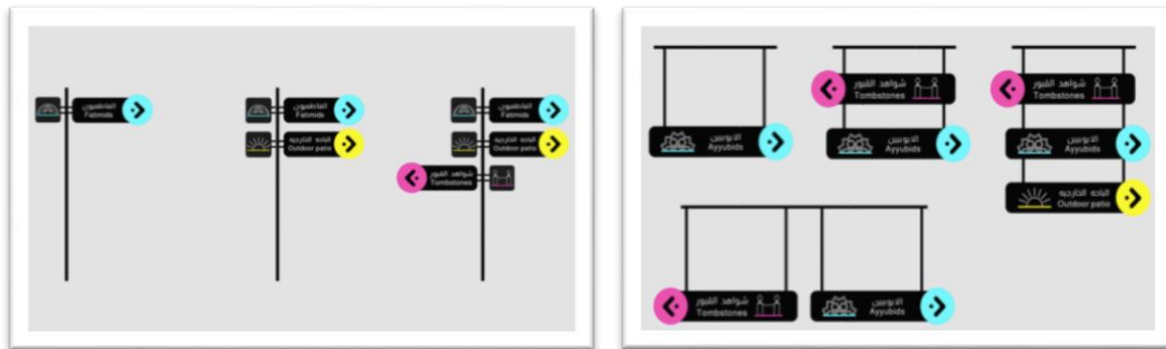 الفاطميون
Fatimids
الفاطميون
Fatimids
الباحه الخارجيه
Outdoor patio
الفاطميون
Fatimids
الباحه الخارجيه
Outdoor patio
شواهد القبور
Tombstones
الايوبيين
Ayyubids
شواهد القبور
Tombstones
الايوبيين
Ayyubids
شواهد القبور
Tombstones
الايوبيين
Ayyubids
الباحه الخارجيه
Outdoor patio
شواهد القبور
Tombstones
الايوبيين
Ayyubids